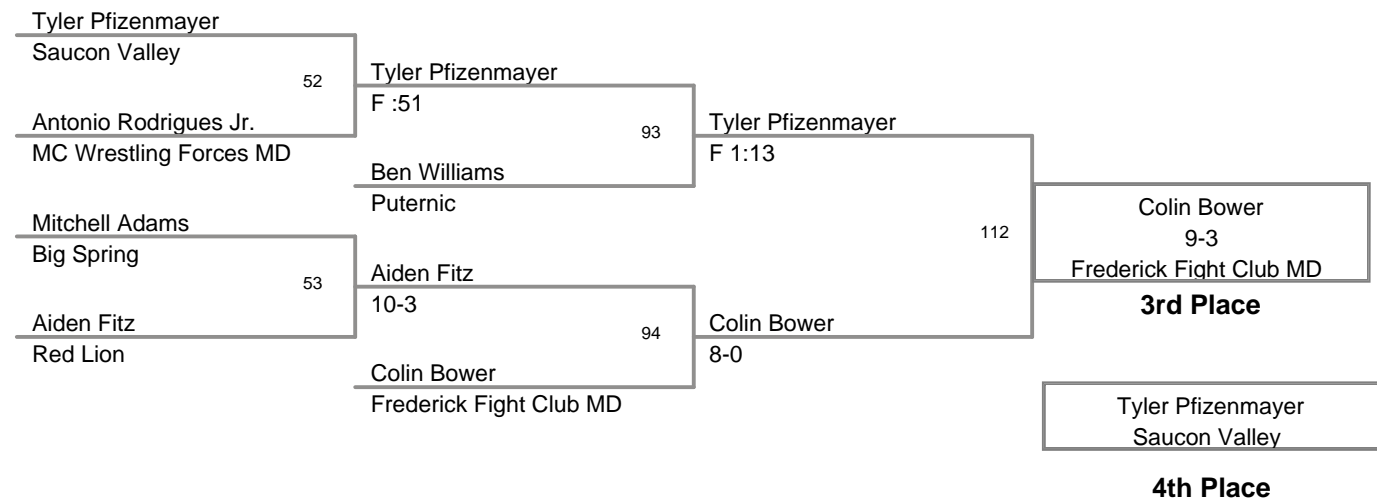 Tyler Pfizenmayer
Saucon Valley
52
Antonio Rodrigues Jr.
MC Wrestling Forces MD
Mitchell Adams
Big Spring
53
Aiden Fitz
Red Lion
Tyler Pfizenmayer
F :51
93
Ben Williams
Puternic
Aiden Fitz
10-3
94
Colin Bower
Frederick Fight Club MD
Tyler Pfizenmayer
F 1:13
112
Colin Bower
8-0
Colin Bower
9-3
Frederick Fight Club MD
3rd Place
Tyler Pfizenmayer
Saucon Valley
4th Place